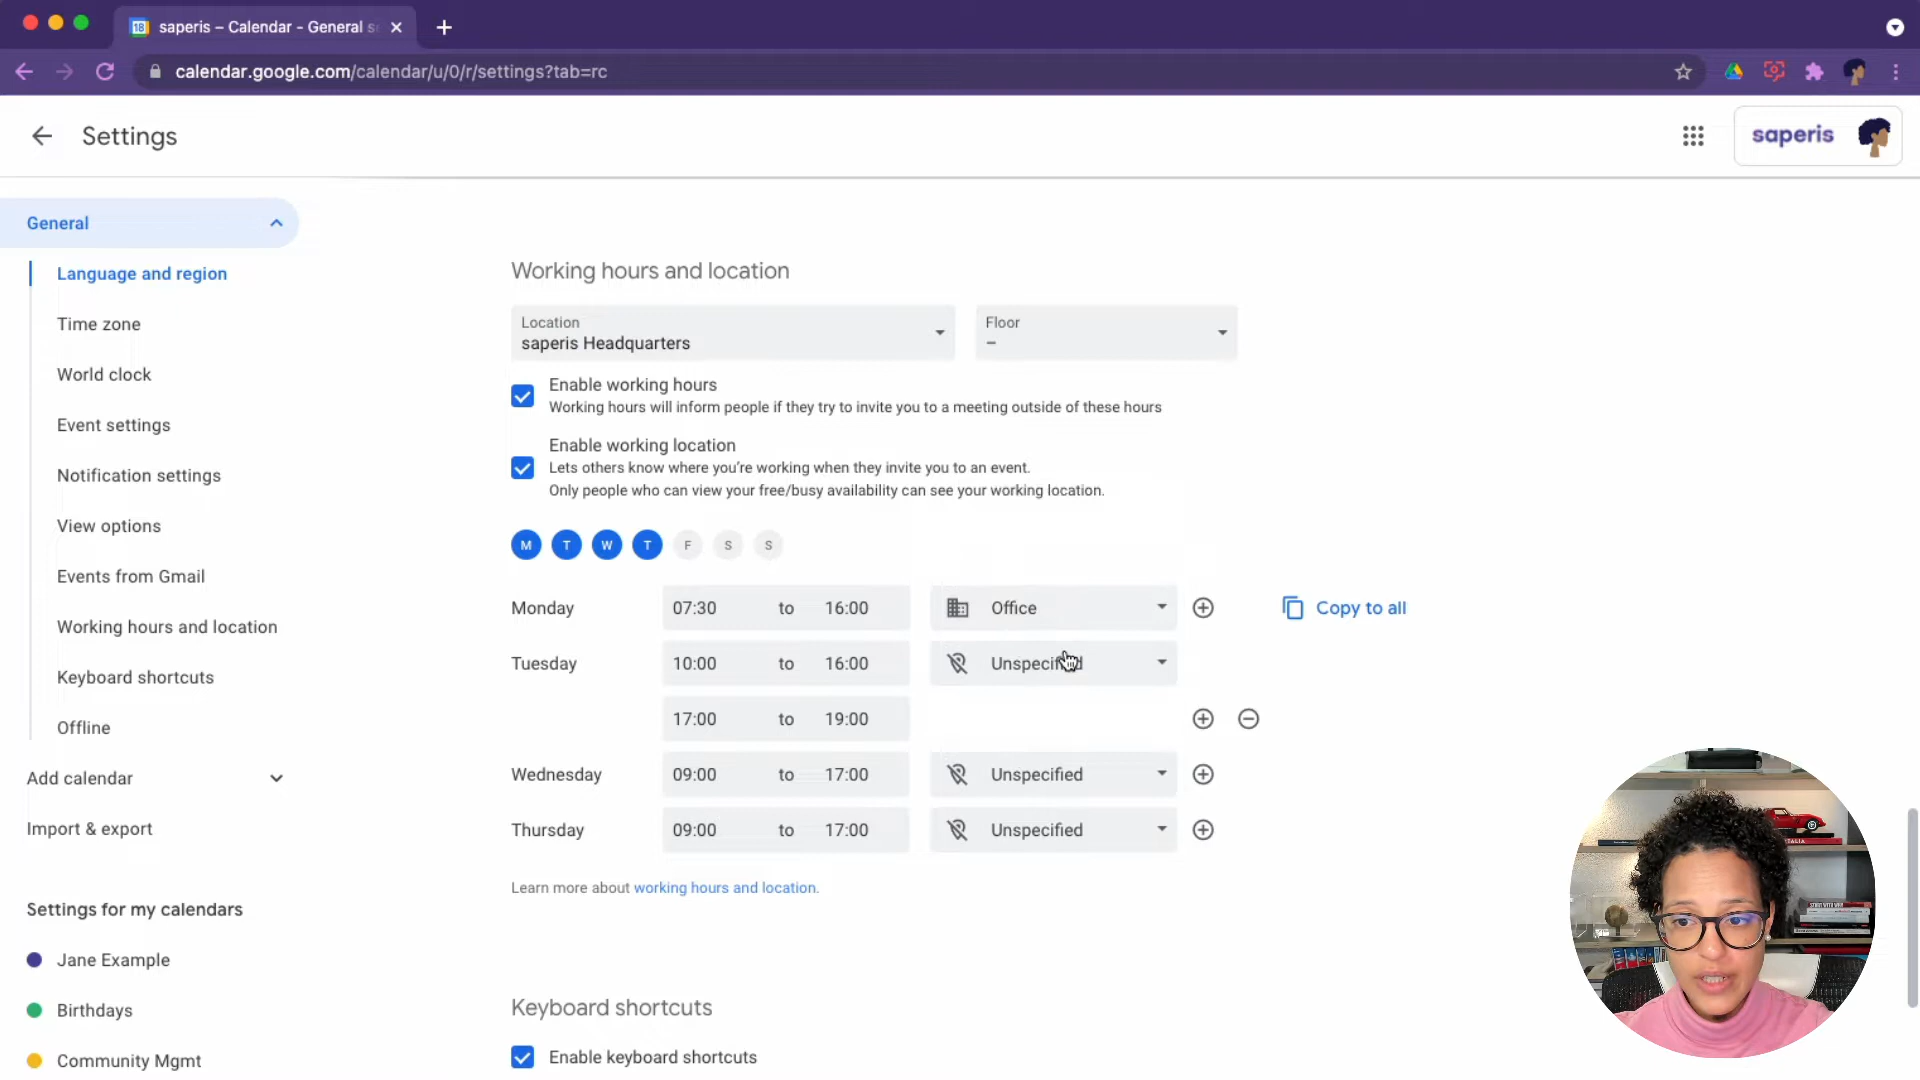 saperis – Calendar - General s
calendar.google.com/calendar/u/0/r/settings?tab=rc
Settings
saperis
General
Language and region
Time zone
World clock
Event settings
Notification settings
View options
Events from Gmail
Working hours and location
Keyboard shortcuts
Offline
Add calendar
Import & export
Settings for my calendars
Jane Example
Birthdays
Community Mgmt
Working hours and location
Location
saperis Headquarters
Floor
–
Enable working hours
Working hours will inform people if they try to invite you to a meeting outside of these hours
Enable working location
Lets others know where you’re working when they invite you to an event.
Only people who can view your free/busy availability can see your working location.
M T W T F S S
Monday 07:30 to 16:00 Office Copy to all
Tuesday 10:00 to 16:00 Unspecified
17:00 to 19:00
Wednesday 09:00 to 17:00 Unspecified
Thursday 09:00 to 17:00 Unspecified
Learn more about working hours and location.
Keyboard shortcuts
Enable keyboard shortcuts
START WITH WHY